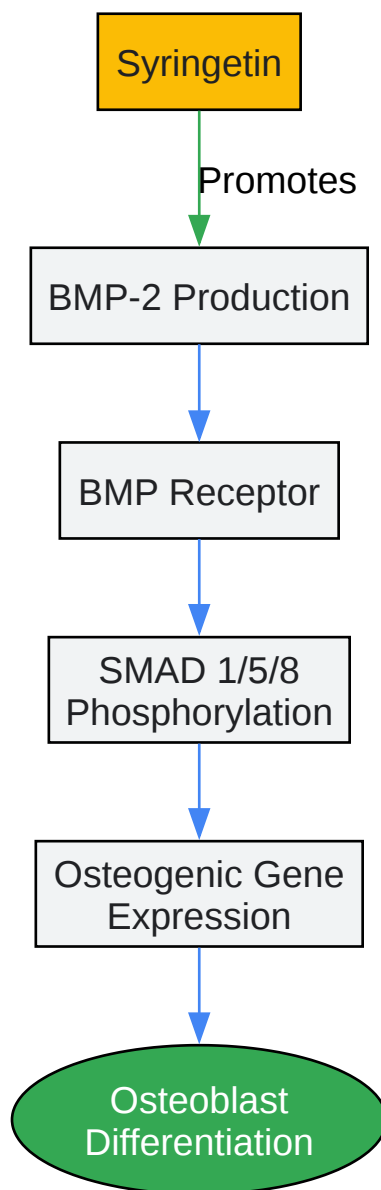 Syringetin
Promotes
BMP-2 Production
BMP Receptor
SMAD 1/5/8
Phosphorylation
Osteogenic Gene
Expression
Osteoblast
Differentiation